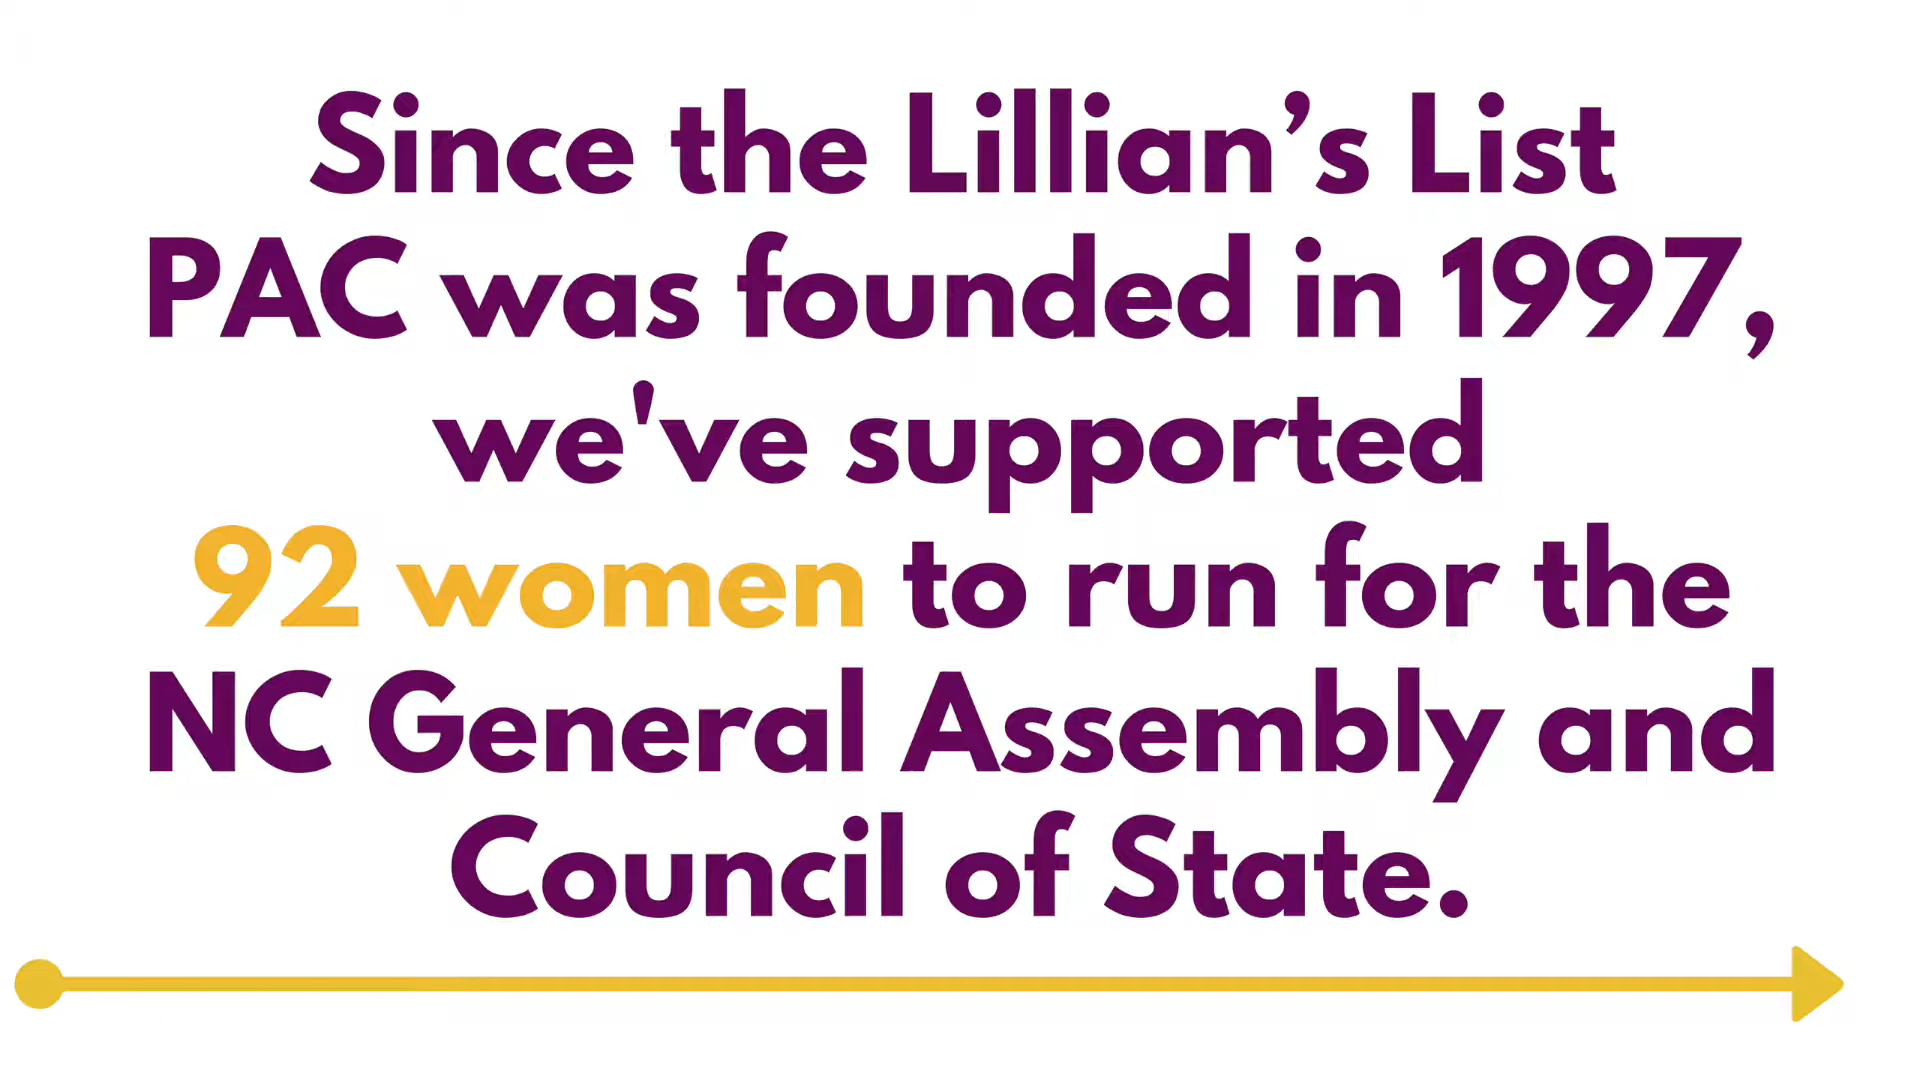 Since the Lillian’s List
PAC was founded in 1997,
we've supported
92 women to run for the
NC General Assembly and
Council of State.